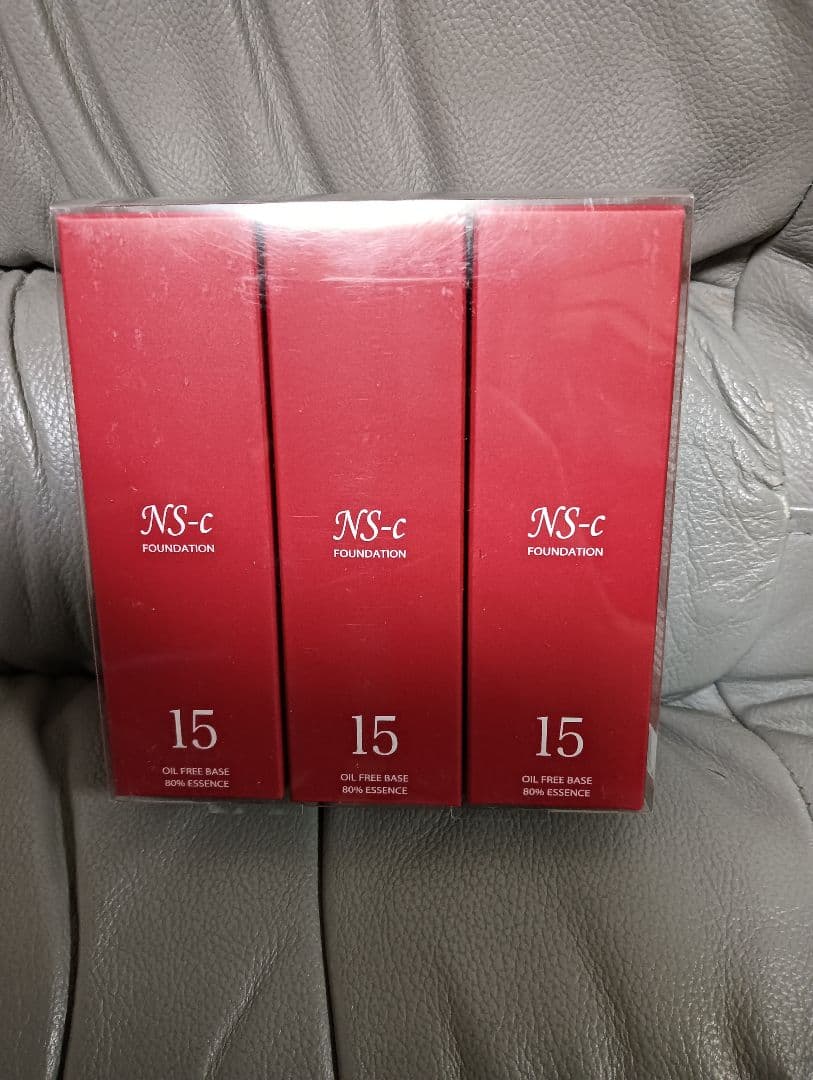 NS-c
FOUNDATION
15
OIL FREE BASE
80% ESSENCE
NS-c
FOUNDATION
15
OIL FREE BASE
80% ESSENCE
NS-c
FOUNDATION
15
OIL FREE BASE
80% ESSENCE